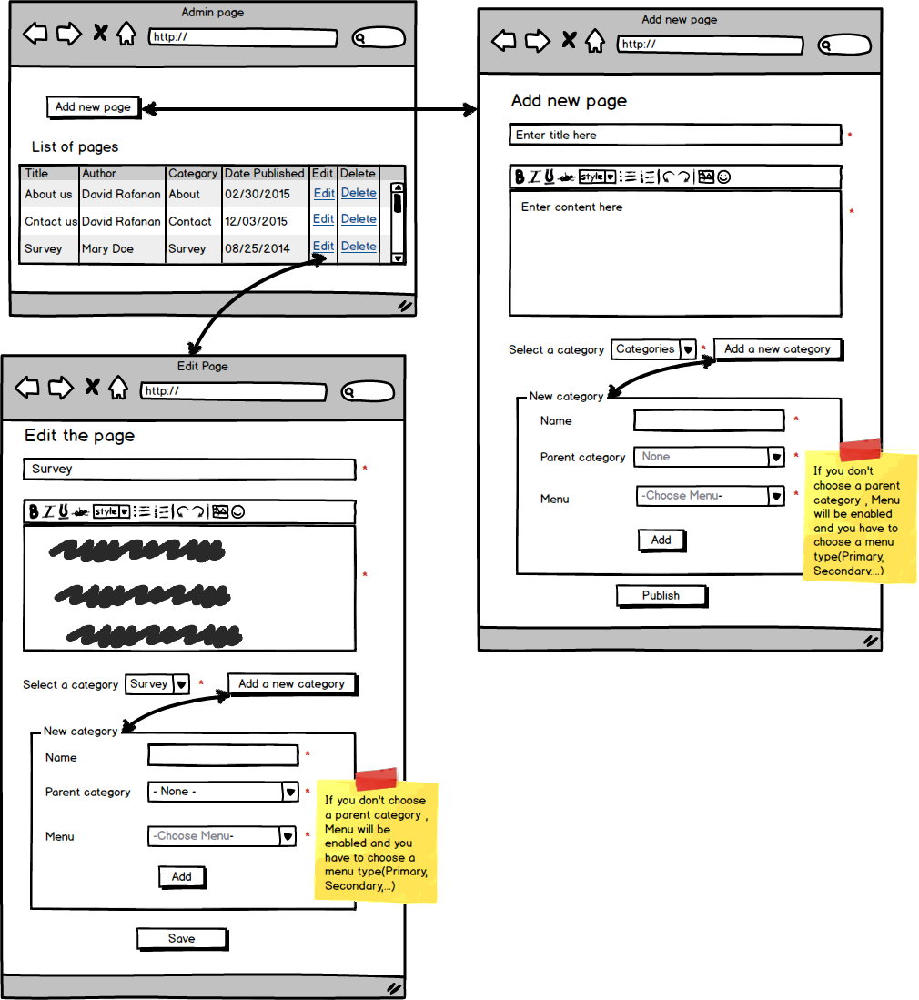 Admin page
http://
Add new page
List of pages
Title Author Category Date Published Edit Delete
About us David Rafanan About 02/30/2015 Edit Delete
Cntact us David Rafanan Contact 12/03/2015 Edit Delete
Survey Mary Doe Survey 08/25/2014 Edit Delete
Add new page
http://
Add new page
Enter title here *
B I U abc style
Enter content here *
Select a category Categories * Add a new category
New category
Name *
Parent category None *
Menu -Choose Menu- *
Add
Publish
If you don't
choose a parent
category , Menu
will be enabled
and you have to
choose a menu
type(Primary,
Secondary,...)
Edit Page
http://
Edit the page
Survey *
B I U abc style
*
Select a category Survey * Add a new category
New category
Name *
Parent category - None - *
Menu -Choose Menu- *
Add
Save
If you don't choose
a parent category ,
Menu will be
enabled and you
have to choose a
menu type(Primary,
Secondary,...)